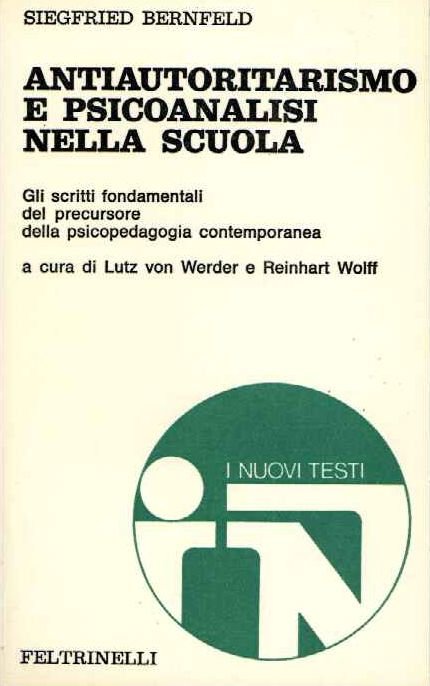 SIEGFRIED BERNFELD
ANTIAUTORITARISMO
E PSICOANALISI
NELLA SCUOLA
Gli scritti fondamentali
del precursore
della psicopedagogia contemporanea
a cura di Lutz von Werder e Reinhart Wolff
I NUOVI TESTI
iN
FELTRINELLI